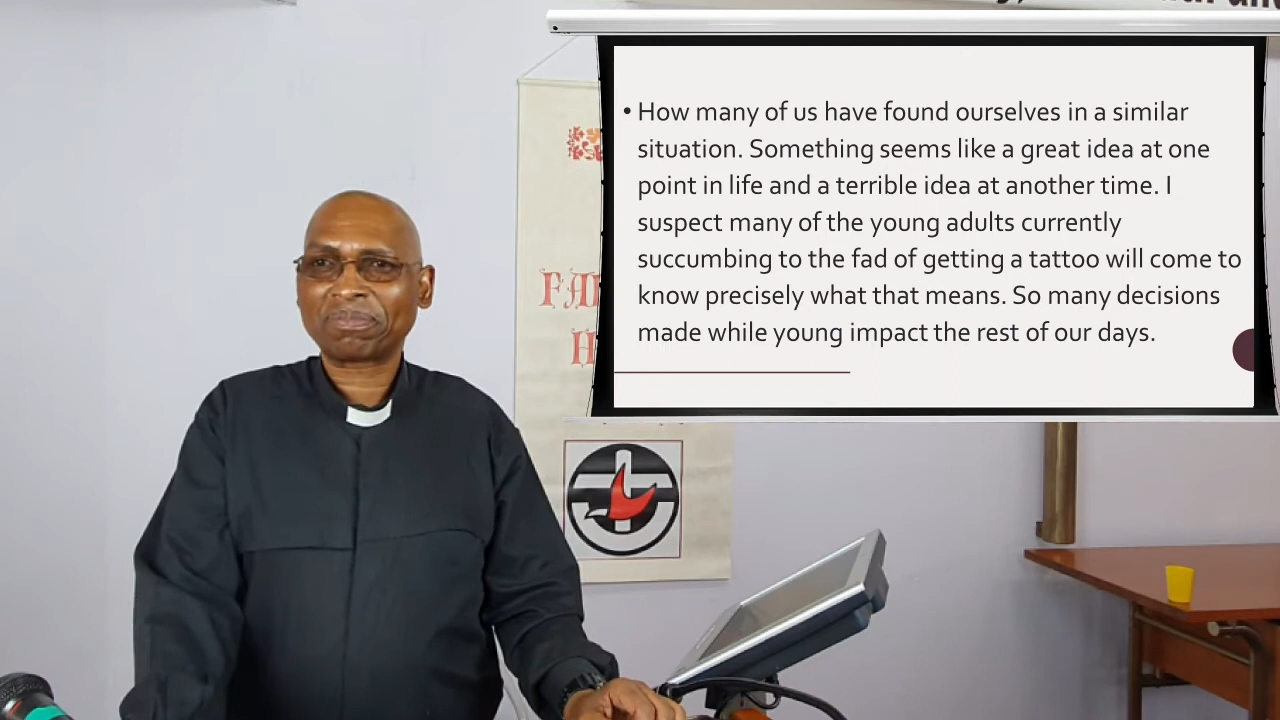 • How many of us have found ourselves in a similar
situation. Something seems like a great idea at one
point in life and a terrible idea at another time. I
suspect many of the young adults currently
succumbing to the fad of getting a tattoo will come to
know precisely what that means. So many decisions
made while young impact the rest of our days.